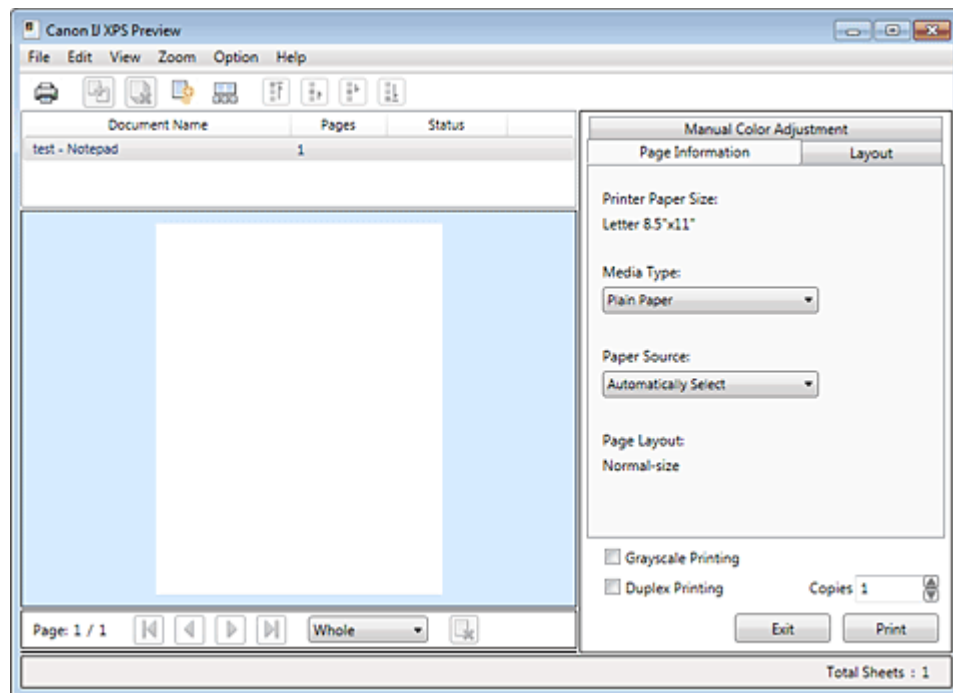 Canon IJ XPS Preview
File Edit View Zoom Option Help
Document Name Pages Status
test - Notepad 1
Manual Color Adjustment
Page Information Layout
Printer Paper Size:
Letter 8.5"x11"
Media Type:
Plain Paper
Paper Source:
Automatically Select
Page Layout:
Normal-size
Grayscale Printing
Duplex Printing Copies 1
Page: 1 / 1 Whole
Exit Print
Total Sheets : 1